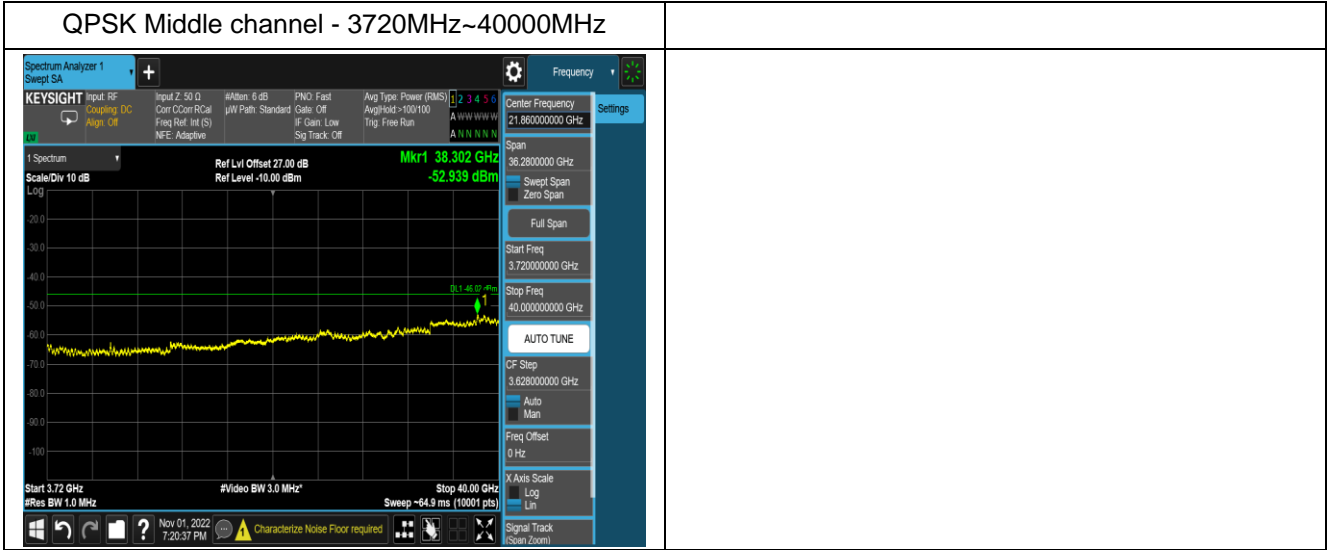 QPSK Middle channel - 3720MHz~40000MHz
Spectrum Analyzer 1
Swept SA
+
Frequency
KEYSIGHT
Input: RF
Coupling: DC
Align: Off
Input Z: 50 Ω
Corr CCorr RCal
Freq Ref: Int (S)
NFE: Adaptive
#Atten: 6 dB
µW Path: Standard
PNO: Fast
Gate: Off
IF Gain: Low
Sig Track: Off
Avg Type: Power (RMS)
Avg|Hold:>100/100
Trig: Free Run
1 2 3 4 5 6
A W W W W W
A N N N N N
LXI
Center Frequency
21.860000000 GHz
Settings
Span
36.2800000 GHz
Swept Span
Zero Span
Full Span
Start Freq
3.720000000 GHz
Stop Freq
40.000000000 GHz
AUTO TUNE
CF Step
3.628000000 GHz
Auto
Man
Freq Offset
0 Hz
X Axis Scale
Log
Lin
Signal Track
(Span Zoom)
1 Spectrum
Scale/Div 10 dB
Log
Ref Lvl Offset 27.00 dB
Ref Level -10.00 dBm
Mkr1 38.302 GHz
-52.939 dBm
-20.0
-30.0
-40.0
DL1 -46.02 dBm
1
-50.0
-60.0
-70.0
-80.0
-90.0
-100
Start 3.72 GHz
#Res BW 1.0 MHz
#Video BW 3.0 MHz*
Stop 40.00 GHz
Sweep ~64.9 ms (10001 pts)
?
Nov 01, 2022
7:20:37 PM
Characterize Noise Floor required